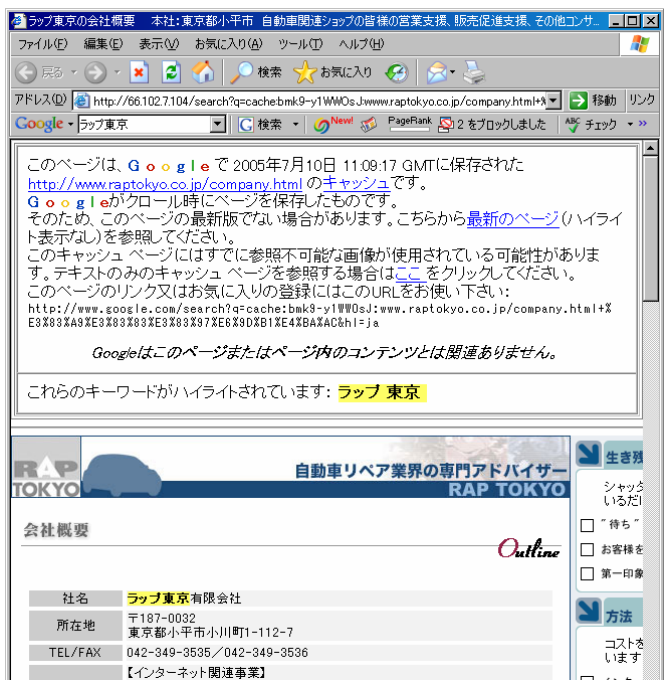 ラップ東京の会社概要 本社:東京都小平市 自動車関連ショップの皆様の営業支援、販売促進支援、その他コンサ...
ファイル(F) 編集(E) 表示(V) お気に入り(A) ツール(T) ヘルプ(H)
戻る 検索 お気に入り
アドレス(D) http://66.102.7.104/search?q=cache:bmk9-y1WWOsJ:www.raptokyo.co.jp/company.html+% 移動 リンク
Google ラップ東京 検索 New! PageRank 2 をブロックしました チェック
このページは、Google で 2005年7月10日 11:09:17 GMTに保存された
http://www.raptokyo.co.jp/company.html のキャッシュです。
Googleがクロール時にページを保存したものです。
そのため、このページの最新版でない場合があります。こちらから最新のページ(ハイライ
ト表示なし)を参照してください。
このキャッシュ ページにはすでに参照不可能な画像が使用されている可能性がありま
す。テキストのみのキャッシュ ページを参照する場合はここ をクリックしてください。
このページのリンク又はお気に入りの登録にはこのURLをお使い下さい:
http://www.google.com/search?q=cache:bmk9-y1WWOsJ:www.raptokyo.co.jp/company.html+%
E3%83%A9%E3%83%83%E3%83%97%E6%9D%B1%E4%BA%AC&hl=ja
Googleはこのページまたはページ内のコンテンツとは関連ありません。
これらのキーワードがハイライトされています: ラップ 東京
RAP
TOKYO
自動車リペア業界の専門アドバイザー
RAP TOKYO
会社概要
Outline
社名 ラップ東京有限会社
所在地 〒187-0032
東京都小平市小川町1-112-7
TEL/FAX 042-349-3535/042-349-3536
【インターネット関連事業】
生き残
シャッタ
いるだけ
"待ち"
お客様を
第一印象
方法
コストを
います